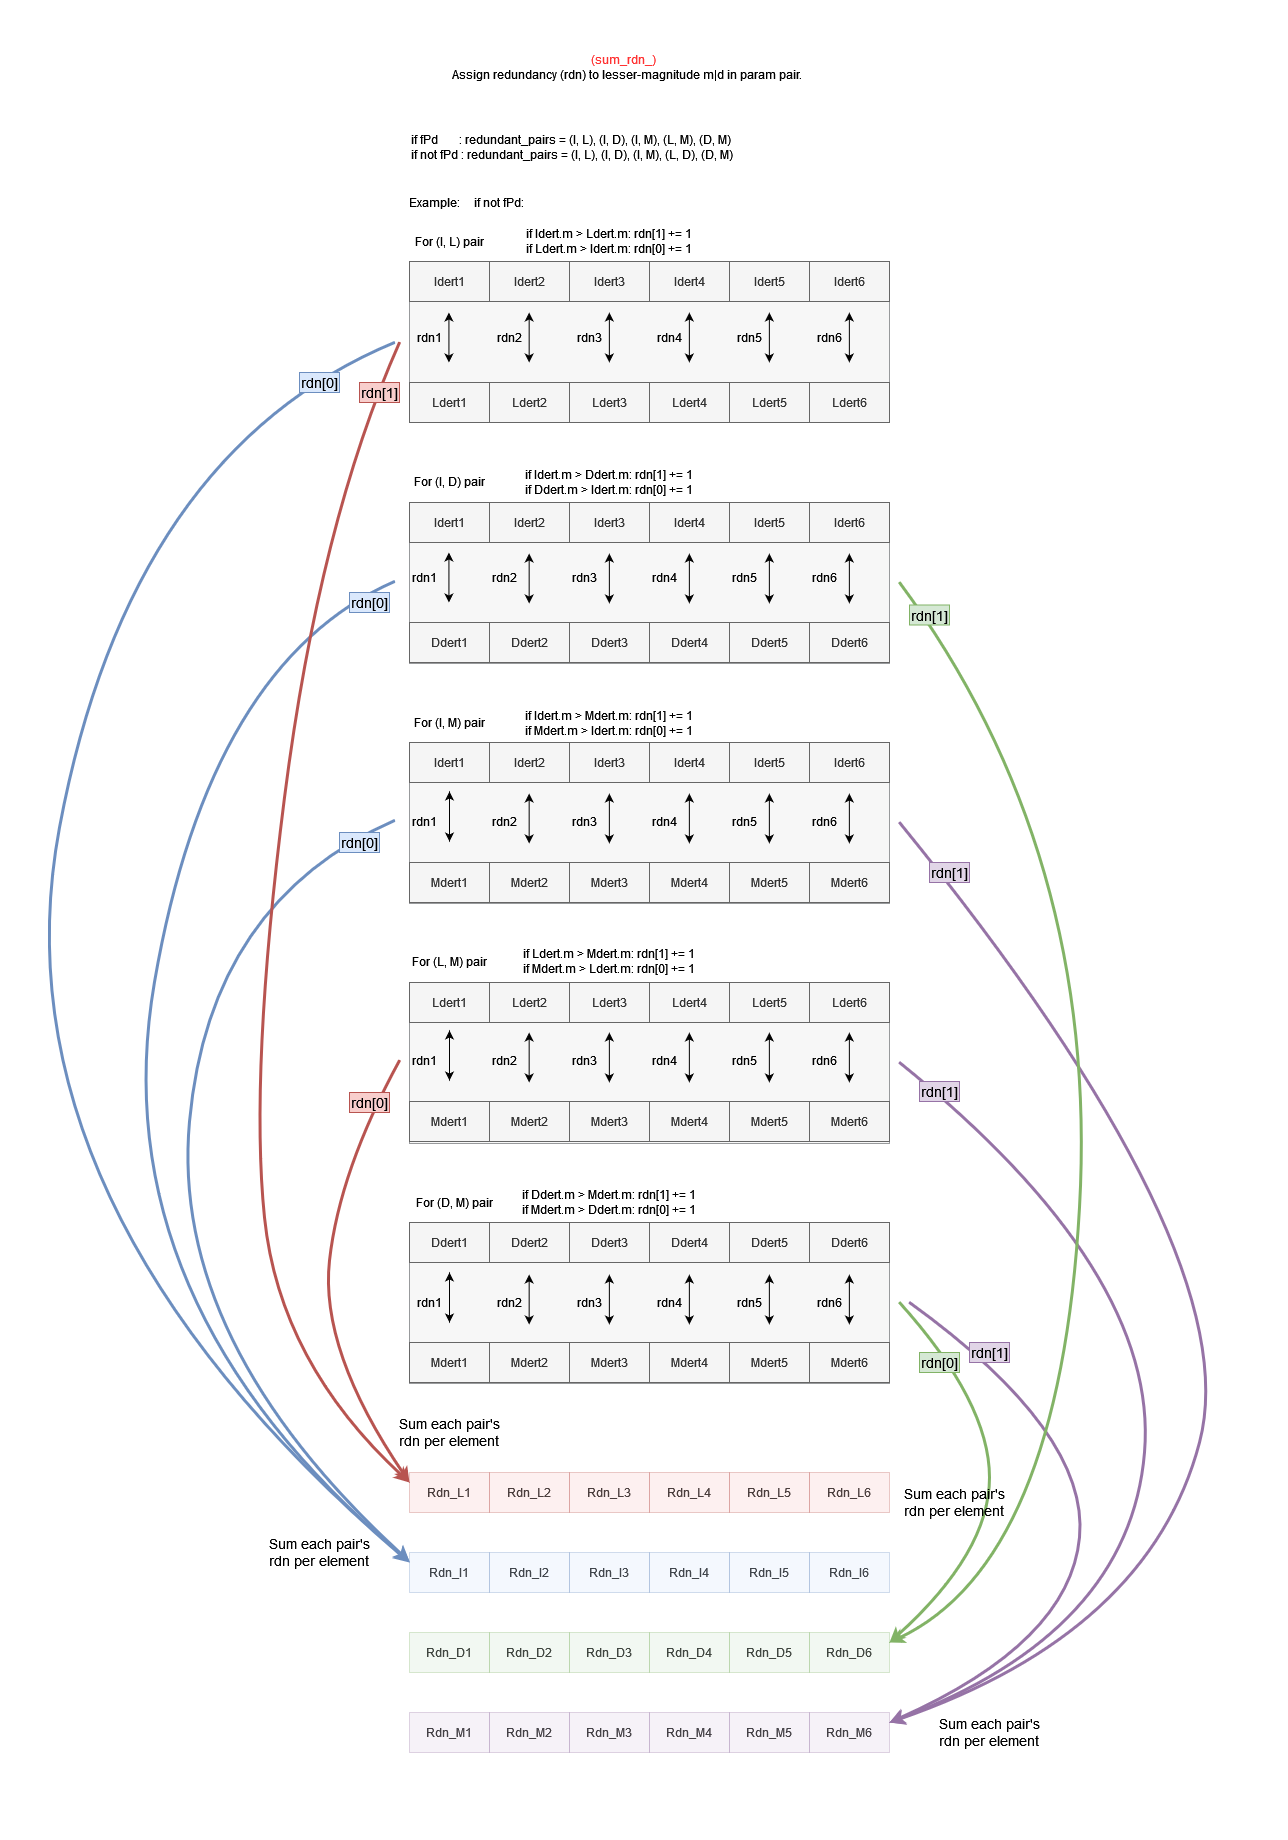 (sum_rdn_)
Assign redundancy (rdn) to lesser-magnitude m|d in param pair.
if fPd : redundant_pairs = (I, L), (I, D), (I, M), (L, M), (D, M)
if not fPd : redundant_pairs = (I, L), (I, D), (I, M), (L, D), (D, M)
Example: if not fPd:
For (I, L) pair
if Idert.m > Ldert.m: rdn[1] += 1
if Ldert.m > Idert.m: rdn[0] += 1
Idert1 Idert2 Idert3 Idert4 Idert5 Idert6
rdn1 rdn2 rdn3 rdn4 rdn5 rdn6
rdn[0]
rdn[1]
Ldert1 Ldert2 Ldert3 Ldert4 Ldert5 Ldert6
For (I, D) pair
if Idert.m > Ddert.m: rdn[1] += 1
if Ddert.m > Idert.m: rdn[0] += 1
Idert1 Idert2 Idert3 Idert4 Idert5 Idert6
rdn1 rdn2 rdn3 rdn4 rdn5 rdn6
rdn[0]
rdn[1]
Ddert1 Ddert2 Ddert3 Ddert4 Ddert5 Ddert6
For (I, M) pair
if Idert.m > Mdert.m: rdn[1] += 1
if Mdert.m > Idert.m: rdn[0] += 1
Idert1 Idert2 Idert3 Idert4 Idert5 Idert6
rdn1 rdn2 rdn3 rdn4 rdn5 rdn6
rdn[0]
rdn[1]
Mdert1 Mdert2 Mdert3 Mdert4 Mdert5 Mdert6
For (L, M) pair
if Ldert.m > Mdert.m: rdn[1] += 1
if Mdert.m > Ldert.m: rdn[0] += 1
Ldert1 Ldert2 Ldert3 Ldert4 Ldert5 Ldert6
rdn1 rdn2 rdn3 rdn4 rdn5 rdn6
rdn[0]
rdn[1]
Mdert1 Mdert2 Mdert3 Mdert4 Mdert5 Mdert6
For (D, M) pair
if Ddert.m > Mdert.m: rdn[1] += 1
if Mdert.m > Ddert.m: rdn[0] += 1
Ddert1 Ddert2 Ddert3 Ddert4 Ddert5 Ddert6
rdn1 rdn2 rdn3 rdn4 rdn5 rdn6
rdn[1]
rdn[0]
Mdert1 Mdert2 Mdert3 Mdert4 Mdert5 Mdert6
Sum each pair's
rdn per element
Rdn_L1 Rdn_L2 Rdn_L3 Rdn_L4 Rdn_L5 Rdn_L6
Sum each pair's
rdn per element
Sum each pair's
rdn per element
Rdn_I1 Rdn_I2 Rdn_I3 Rdn_I4 Rdn_I5 Rdn_I6
Rdn_D1 Rdn_D2 Rdn_D3 Rdn_D4 Rdn_D5 Rdn_D6
Rdn_M1 Rdn_M2 Rdn_M3 Rdn_M4 Rdn_M5 Rdn_M6
Sum each pair's
rdn per element